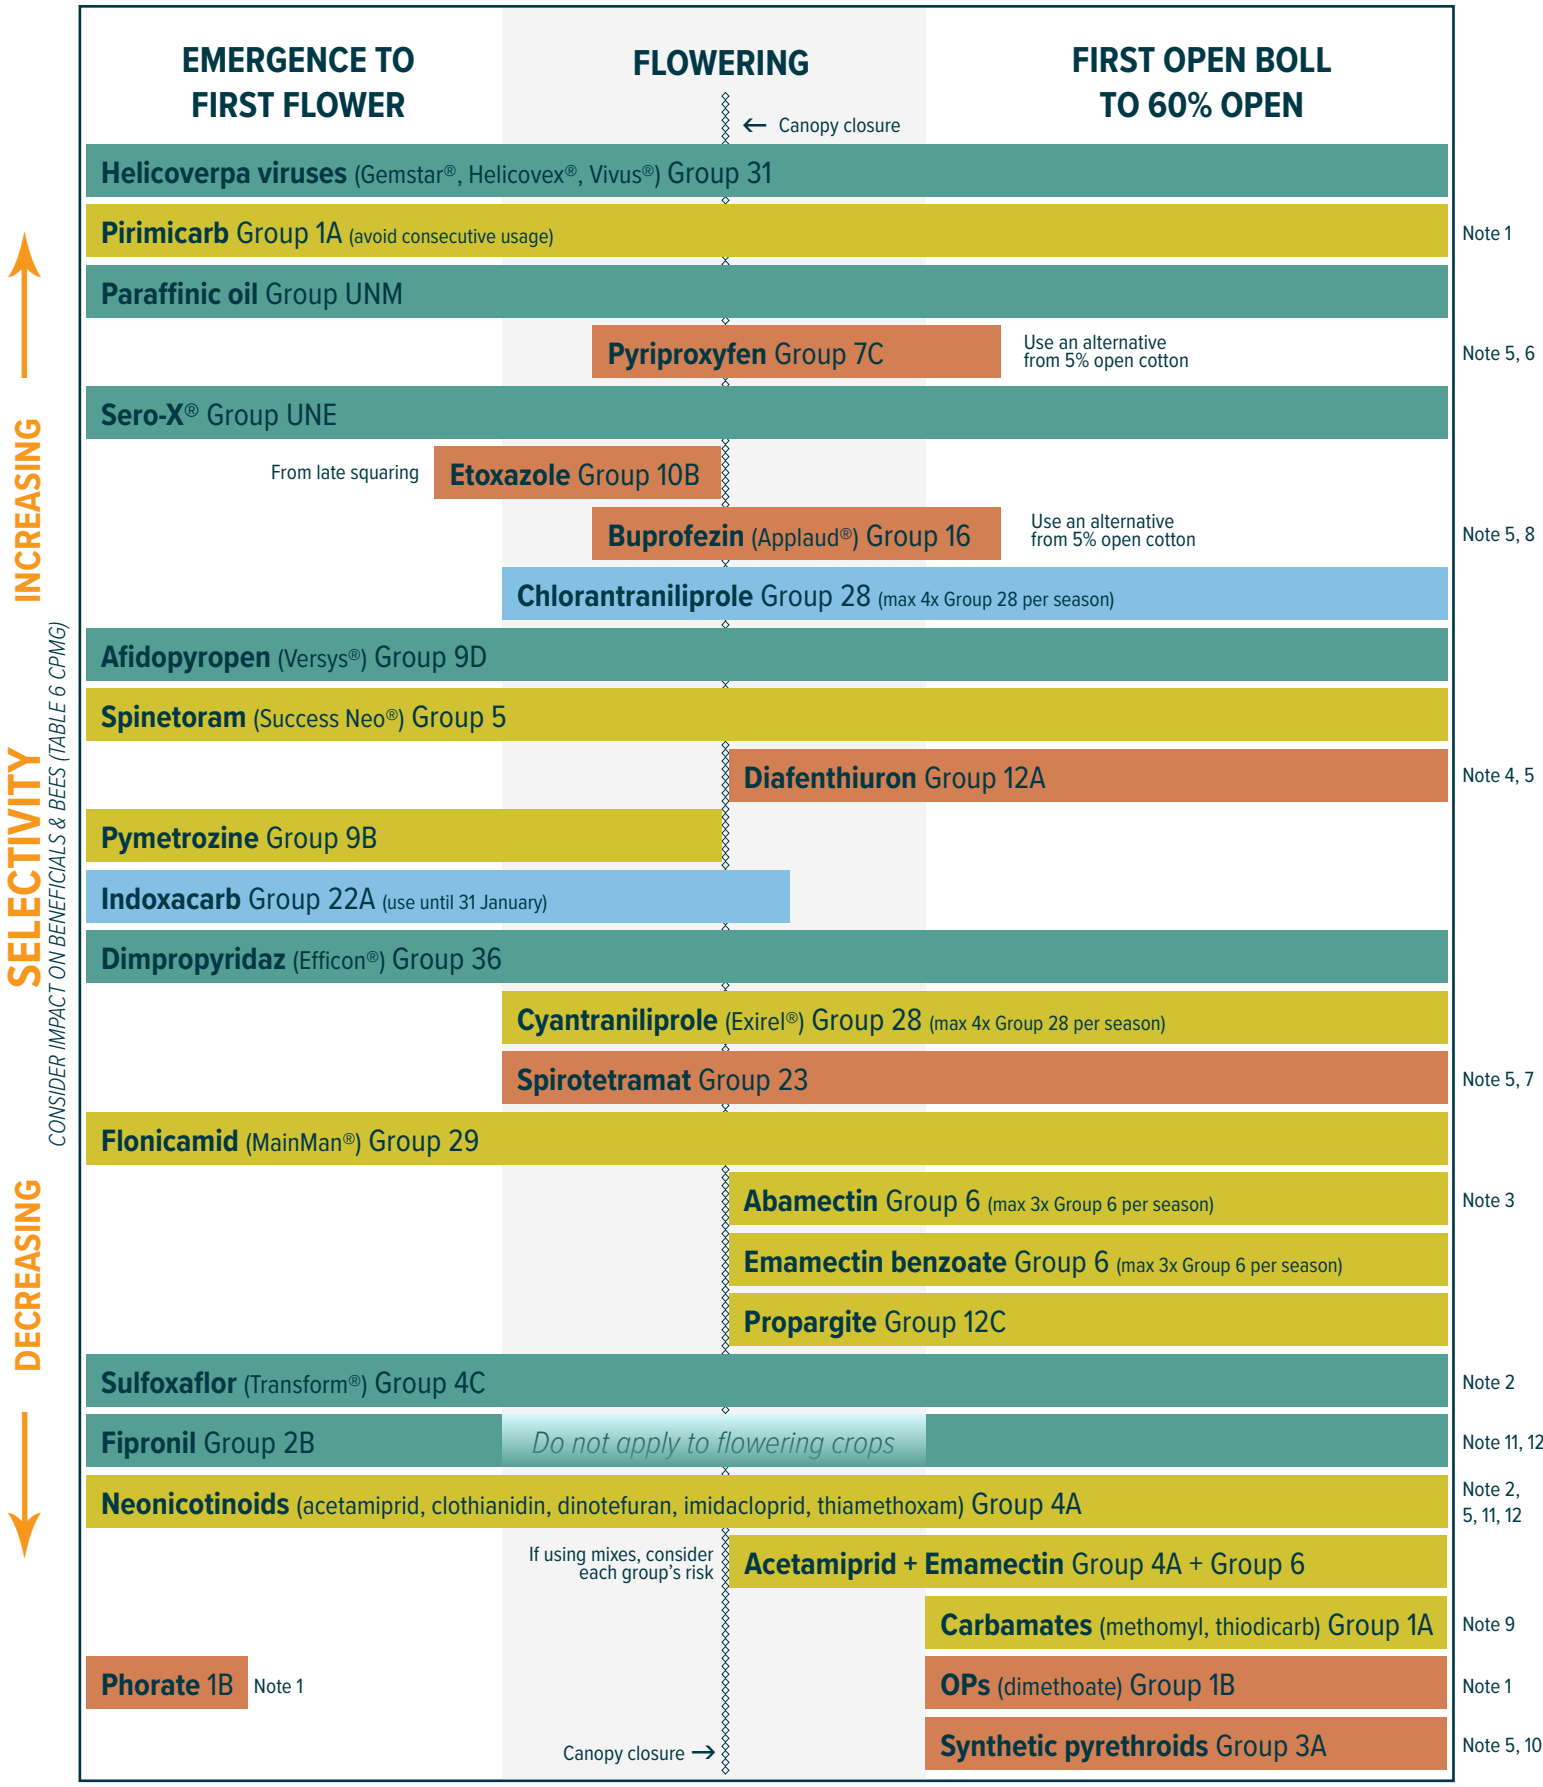 EMERGENCE TO
FIRST FLOWER
FLOWERING
FIRST OPEN BOLL
TO 60% OPEN
← Canopy closure
Helicoverpa viruses (Gemstar®, Helicovex®, Vivus®) Group 31
Pirimicarb Group 1A (avoid consecutive usage)
Note 1
Paraffinic oil Group UNM
Pyriproxyfen Group 7C
Use an alternative
from 5% open cotton
Note 5, 6
Sero-X® Group UNE
From late squaring
Etoxazole Group 10B
Buprofezin (Applaud®) Group 16
Use an alternative
from 5% open cotton
Note 5, 8
Chlorantraniliprole Group 28 (max 4x Group 28 per season)
Afidopyropen (Versys®) Group 9D
Spinetoram (Success Neo®) Group 5
Diafenthiuron Group 12A
Note 4, 5
Pymetrozine Group 9B
Indoxacarb Group 22A (use until 31 January)
Dimpropyridaz (Efficon®) Group 36
Cyantraniliprole (Exirel®) Group 28 (max 4x Group 28 per season)
Spirotetramat Group 23
Note 5, 7
Flonicamid (MainMan®) Group 29
Abamectin Group 6 (max 3x Group 6 per season)
Note 3
Emamectin benzoate Group 6 (max 3x Group 6 per season)
Propargite Group 12C
Sulfoxaflor (Transform®) Group 4C
Note 2
Fipronil Group 2B
Do not apply to flowering crops
Note 11, 12
Neonicotinoids (acetamiprid, clothianidin, dinotefuran, imidacloprid, thiamethoxam) Group 4A
Note 2,
5, 11, 12
If using mixes, consider
each group's risk
Acetamiprid + Emamectin Group 4A + Group 6
Carbamates (methomyl, thiodicarb) Group 1A
Note 9
Phorate 1B
Note 1
OPs (dimethoate) Group 1B
Note 1
Canopy closure →
Synthetic pyrethroids Group 3A
Note 5, 10
INCREASING
SELECTIVITY
CONSIDER IMPACT ON BENEFICIALS & BEES (TABLE 6 CPMG)
DECREASING